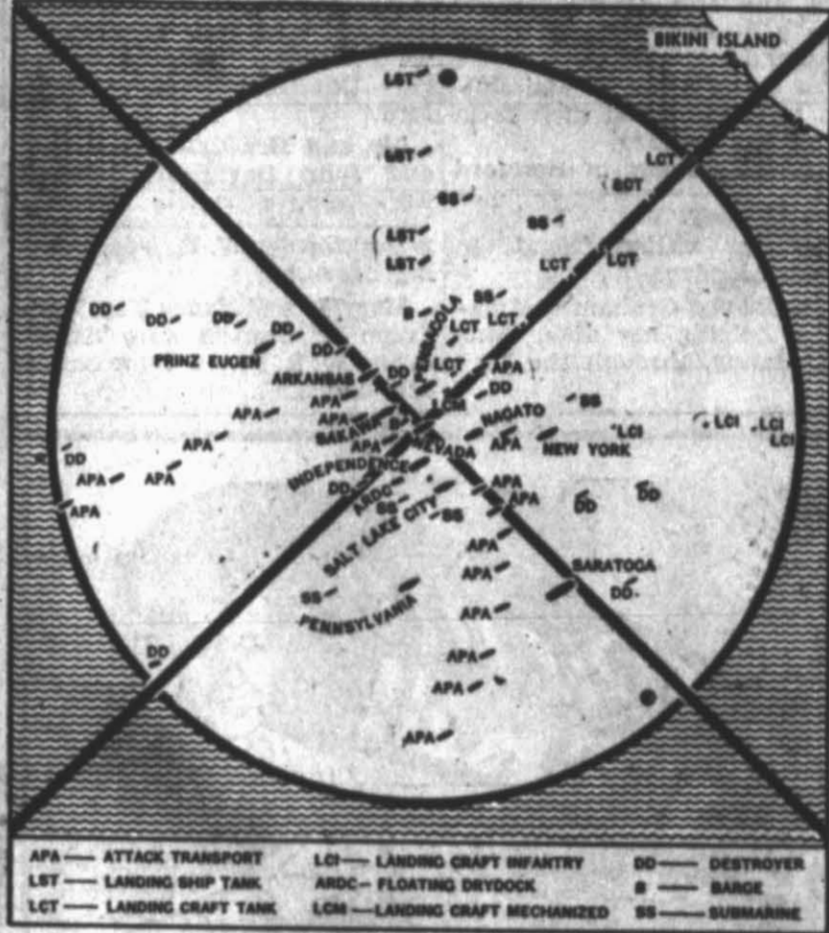 BIKINI ISLAND
LST
LST
LCT
SS
LCT
SS
LST
LST
LCT
LCT
SS
B
PENSACOLA
LCT
LCT
DD
DD
DD
DD
DD
PRINZ EUGEN
ARKANSAS
DD
LCT
APA
DD
LCM
APA
APA
APA
SAKAWA
B
NAGATO
SS
APA
NEVADA
APA
NEW YORK
LCI
LCI
LCI
LCI
APA
DD
APA
APA
APA
INDEPENDENCE
DD
ARDC
SS
SALT LAKE CITY
SS
APA
APA
DD
DD
APA
APA
SARATOGA
DD
SS
PENNSYLVANIA
APA
DD
APA
APA
APA
APA — ATTACK TRANSPORT
LCI — LANDING CRAFT INFANTRY
DD — DESTROYER
LST — LANDING SHIP TANK
ARDC – FLOATING DRYDOCK
B — BARGE
LCT — LANDING CRAFT TANK
LCM — LANDING CRAFT MECHANIZED
SS — SUBMARINE